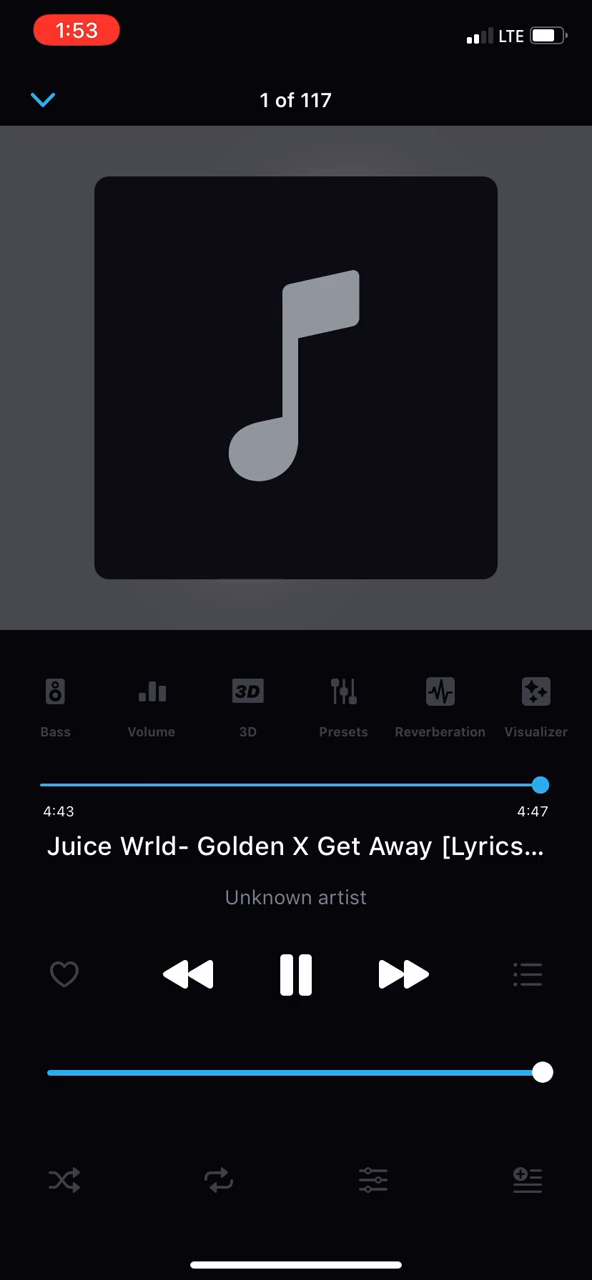 1:53 LTE
1 of 117
3D
Bass Volume 3D Presets Reverberation Visualizer
4:43 4:47
Juice Wrld- Golden X Get Away [Lyrics...
Unknown artist